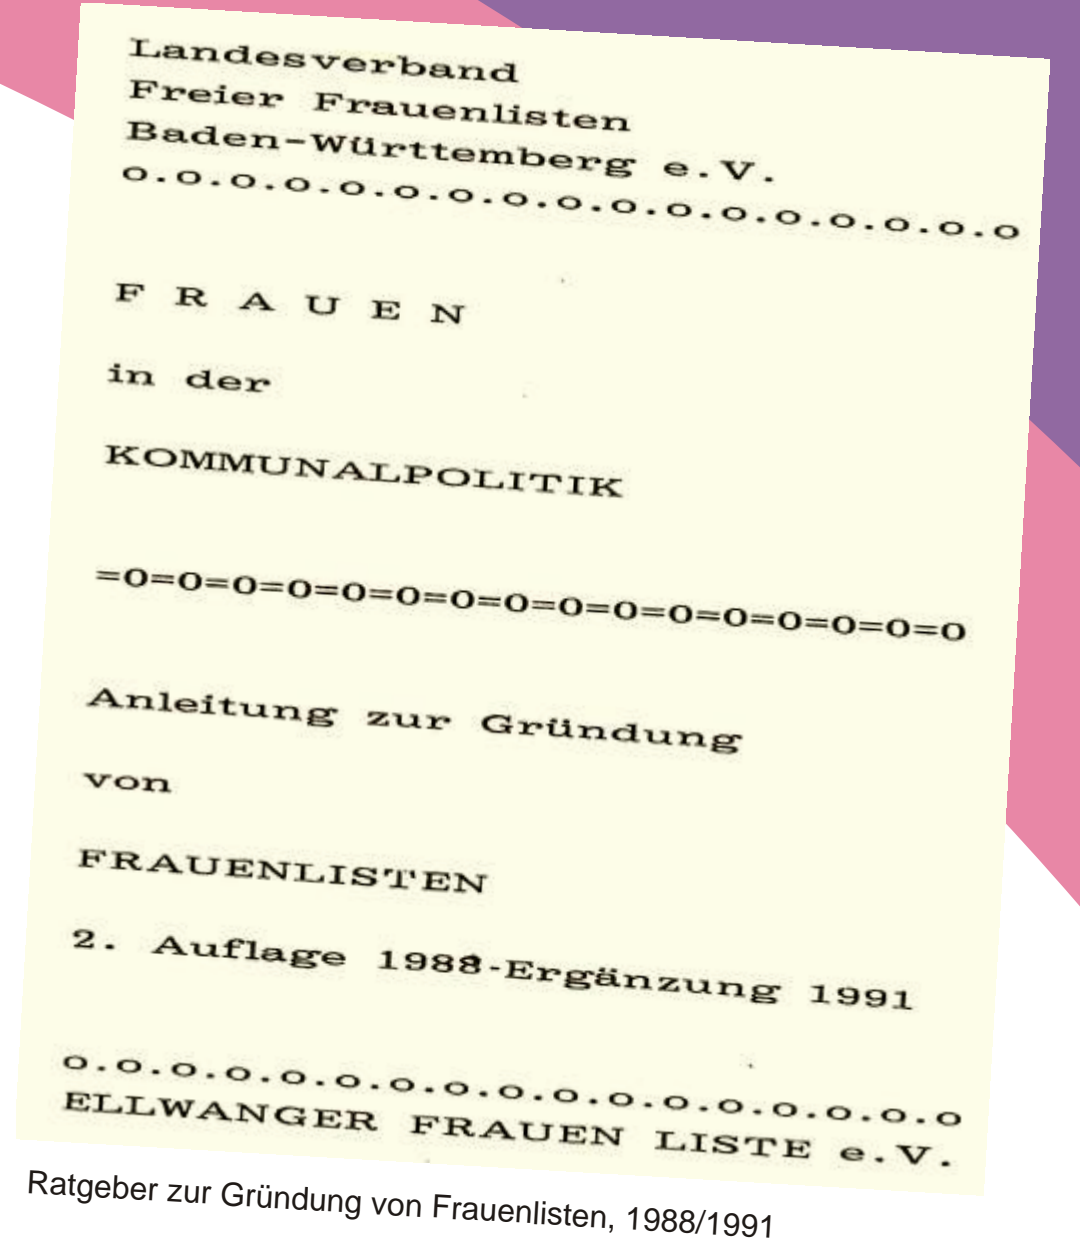 Landesverband
Freier Frauenlisten
Baden-Württemberg e.V.
o.o.o.o.o.o.o.o.o.o.o.o.o.o.o.o.o
F R A U E N
in der
KOMMUNALPOLITIK
=0=0=0=0=0=0=0=0=0=0=0=0=0=0=0=0
Anleitung zur Gründung
von
FRAUENLISTEN
2. Auflage 1988-Ergänzung 1991
o.o.o.o.o.o.o.o.o.o.o.o.o.o.o.o.o
ELLWANGER FRAUEN LISTE e.V.
Ratgeber zur Gründung von Frauenlisten, 1988/1991